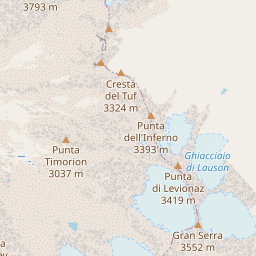 3793 m
Cresta
del Tuf
3324 m
Punta
dell'Inferno
3393 m
Punta
Timorion
3037 m
Ghiacciaio
di Lauson
Punta
di Levionaz
3419 m
Gran Serra
3552 m